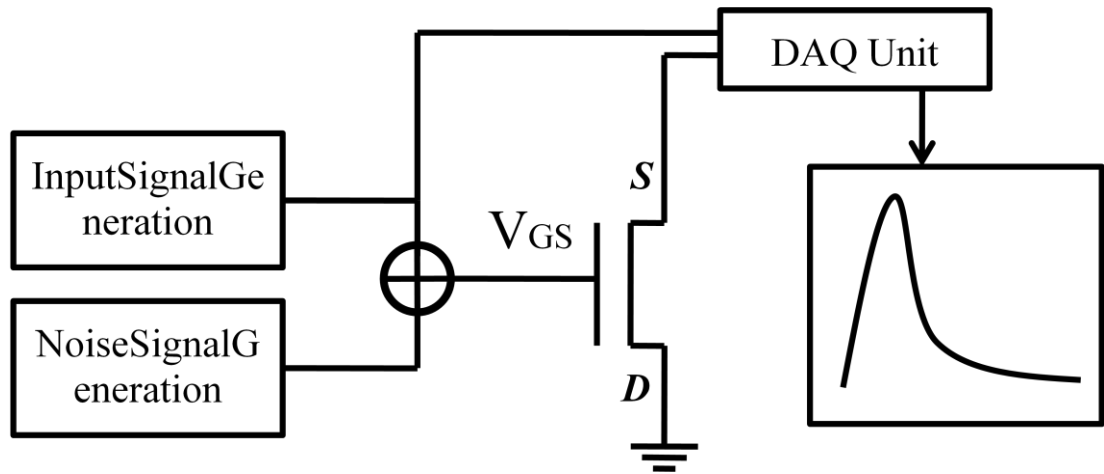 DAQ Unit
InputSignalGe
neration
S
VGS
NoiseSignalG
eneration
D